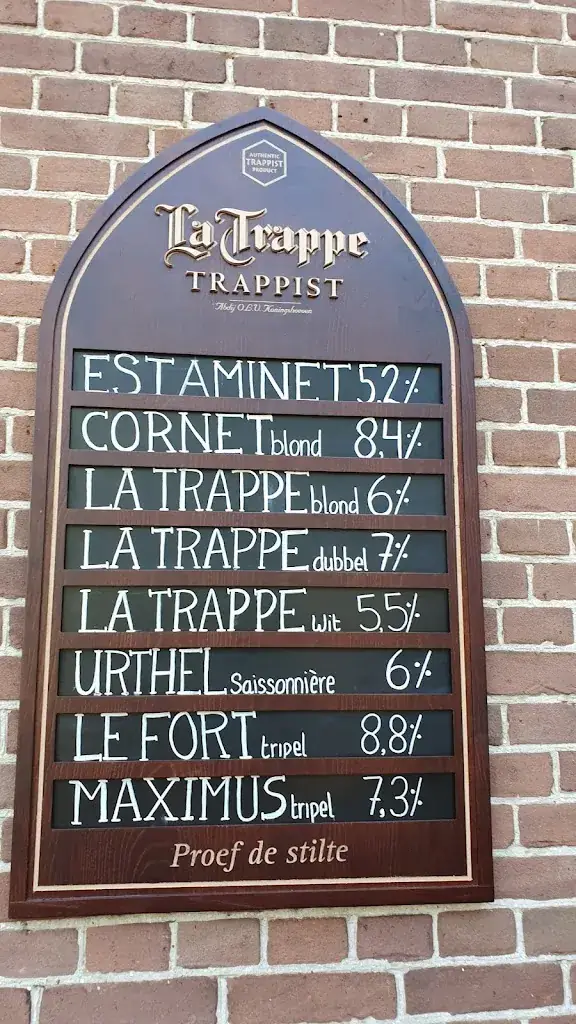 AUTHENTIC
TRAPPIST
PRODUCT
La Trappe
TRAPPIST
Abdij O.L.V. Koningshoeven
ESTAMINET 5,2%
CORNET blond 8,4%
LA TRAPPE blond 6%
LA TRAPPE dubbel 7%
LA TRAPPE wit 5,5%
URTHEL Saissonnière 6%
LE FORT tripel 8,8%
MAXIMUS tripel 7,3%
Proef de stilte